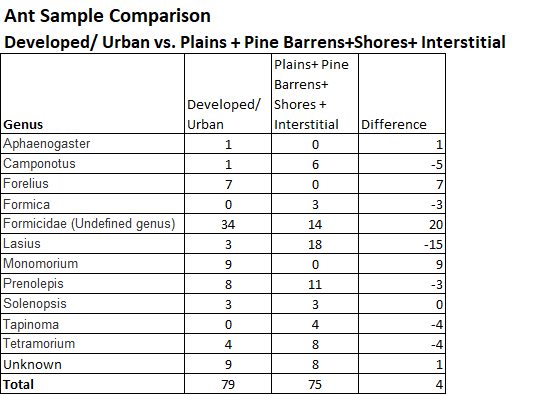 Ant Sample Comparison
Developed/ Urban vs. Plains + Pine Barrens+Shores+ Interstitial
Genus Developed/ Urban Plains+ Pine Barrens+ Shores + Interstitial Difference
Aphaenogaster 1 0 1
Camponotus 1 6 -5
Forelius 7 0 7
Formica 0 3 -3
Formicidae (Undefined genus) 34 14 20
Lasius 3 18 -15
Monomorium 9 0 9
Prenolepis 8 11 -3
Solenopsis 3 3 0
Tapinoma 0 4 -4
Tetramorium 4 8 -4
Unknown 9 8 1
Total 79 75 4